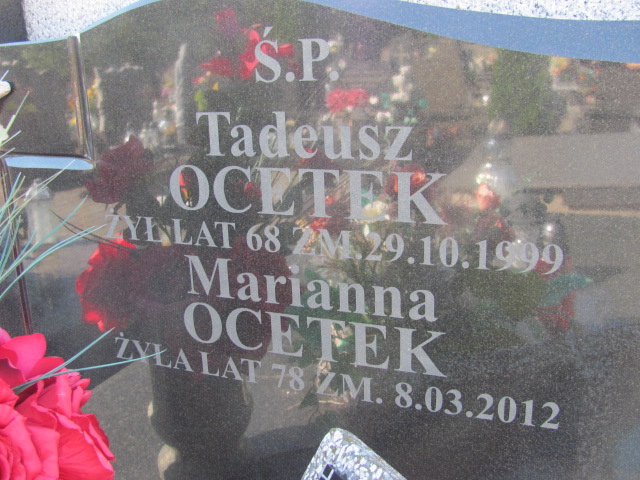 Ś.P.
Tadeusz
OCETEK
ŻYŁ LAT 68 ZM.29.10.1999
Marianna
OCETEK
ŻYŁA LAT 78 ZM. 8.03.2012